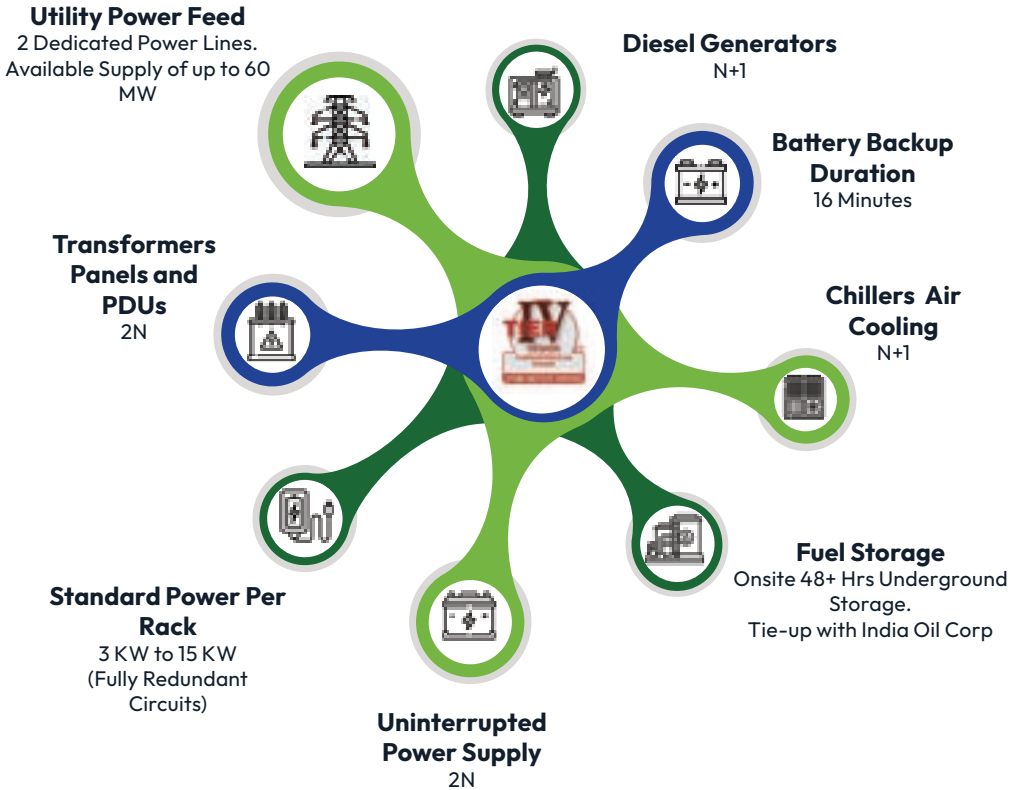 Utility Power Feed
2 Dedicated Power Lines.
Available Supply of up to 60
MW
Diesel Generators
N+1
Battery Backup
Duration
16 Minutes
Transformers
Panels and
PDUs
2N
Chillers Air
Cooling
N+1
IV
TIER
Fuel Storage
Onsite 48+ Hrs Underground
Storage.
Tie-up with India Oil Corp
Standard Power Per
Rack
3 KW to 15 KW
(Fully Redundant
Circuits)
Uninterrupted
Power Supply
2N